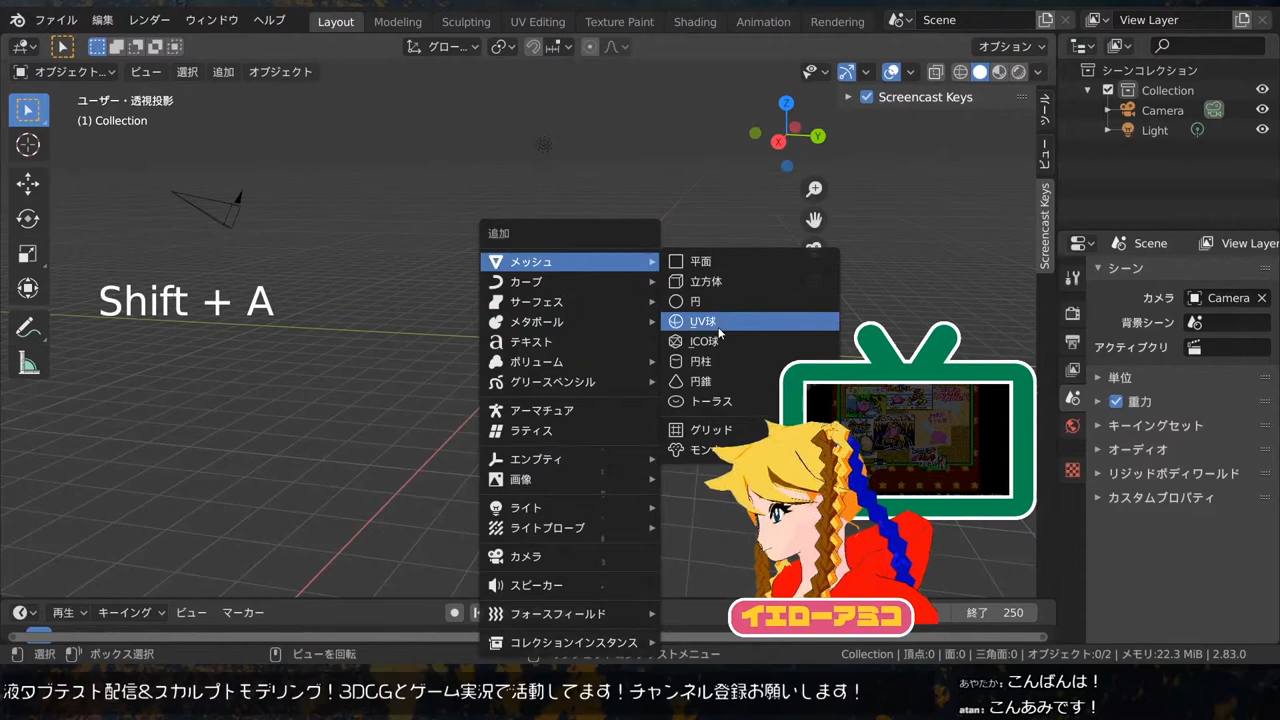 ファイル 編集 レンダー ウィンドウ ヘルプ Layout Modeling Sculpting UV Editing Texture Paint Shading Animation Rendering Scene View Layer
グロー... オプション
オブジェクト... ビュー 選択 追加 オブジェクト
ユーザー・透視投影
(1) Collection
Screencast Keys
Z
Y
X
ツール
ビュー
Screencast Keys
シーンコレクション
Collection
Camera
Light
Shift + A
追加
メッシュ
カーブ
サーフェス
メタボール
テキスト
ボリューム
グリースペンシル
アーマチュア
ラティス
エンプティ
画像
ライト
ライトプローブ
カメラ
スピーカー
フォースフィールド
コレクションインスタンス
平面
立方体
円
UV球
ICO球
円柱
円錐
トーラス
グリッド
Scene View Layer
シーン
カメラ Camera
背景シーン
アクティブクリ
単位
重力
キーイングセット
オーディオ
リジッドボディワールド
カスタムプロパティ
イエローアミコ
再生 キーイング ビュー マーカー
終了 250
選択 ボックス選択 ビューを回転
Collection | 頂点:0 | 面:0 | 三角面:0 | オブジェクト:0/2 | メモリ:22.3 MiB | 2.83.0
液タブテスト配信&スカルプトモデリング!3DCGとゲーム実況で活動してます!チャンネル登録お願いします!
あやたか: こんばんは!
atan: こんあみです!